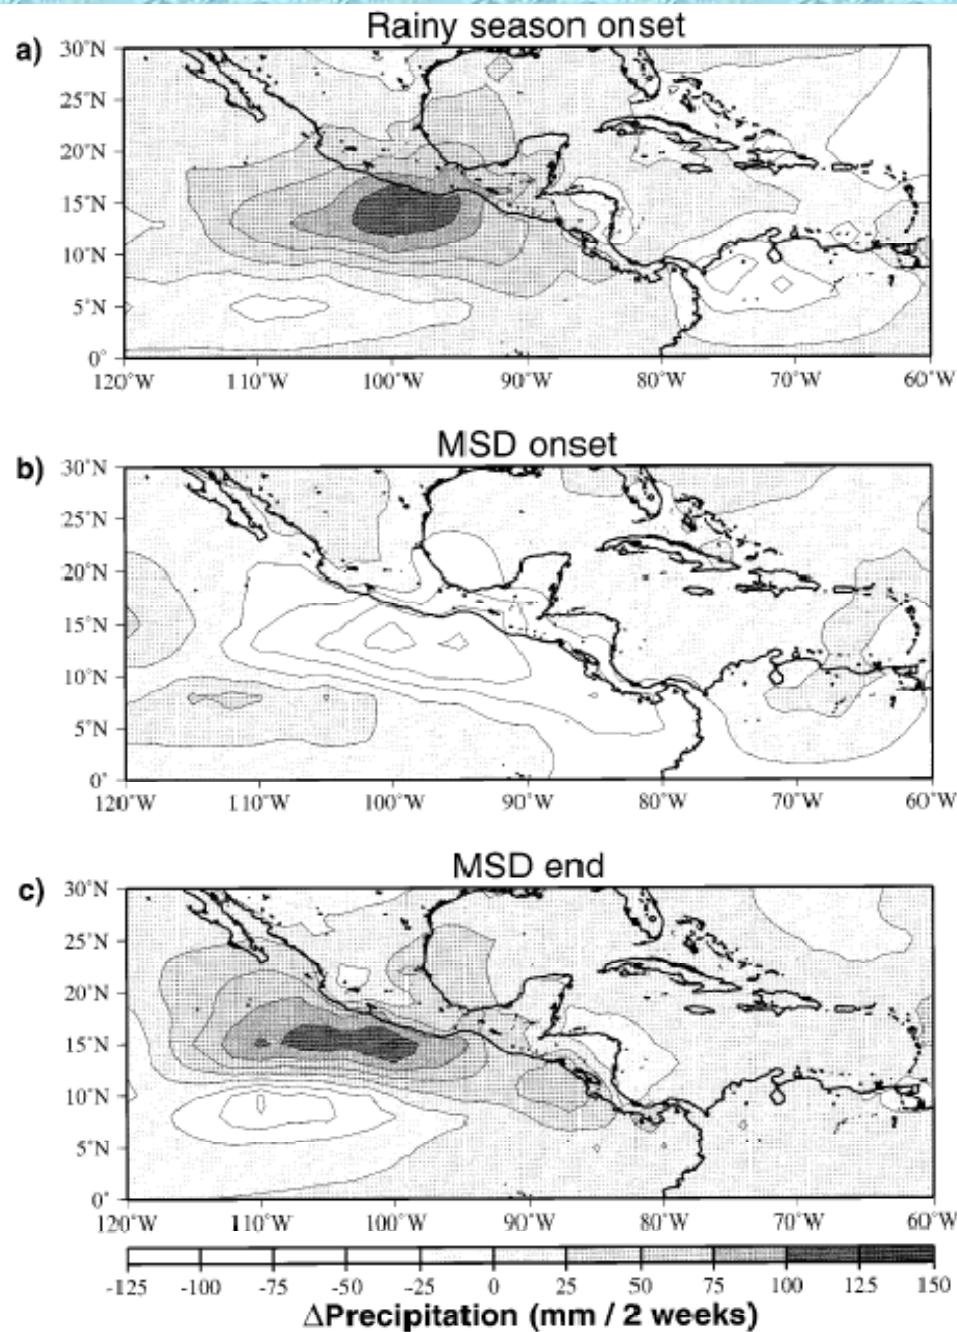 Rainy season onset
a)
30°N
25°N
20°N
15°N
10°N
5°N
0°
120°W 110°W 100°W 90°W 80°W 70°W 60°W
MSD onset
b)
30°N
25°N
20°N
15°N
10°N
5°N
0°
120°W 110°W 100°W 90°W 80°W 70°W 60°W
MSD end
c)
30°N
25°N
20°N
15°N
10°N
5°N
0°
120°W 110°W 100°W 90°W 80°W 70°W 60°W
-125 -100 -75 -50 -25 0 25 50 75 100 125 150
ΔPrecipitation (mm / 2 weeks)